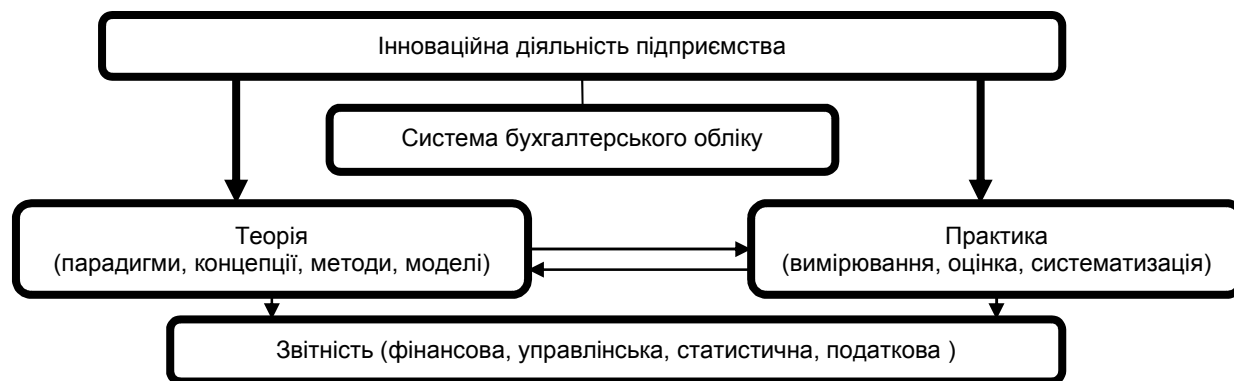 Інноваційна діяльність підприємства
Система бухгалтерського обліку
Теорія
(парадигми, концепції, методи, моделі)
Практика
(вимірювання, оцінка, систематизація)
Звітність (фінансова, управлінська, статистична, податкова )